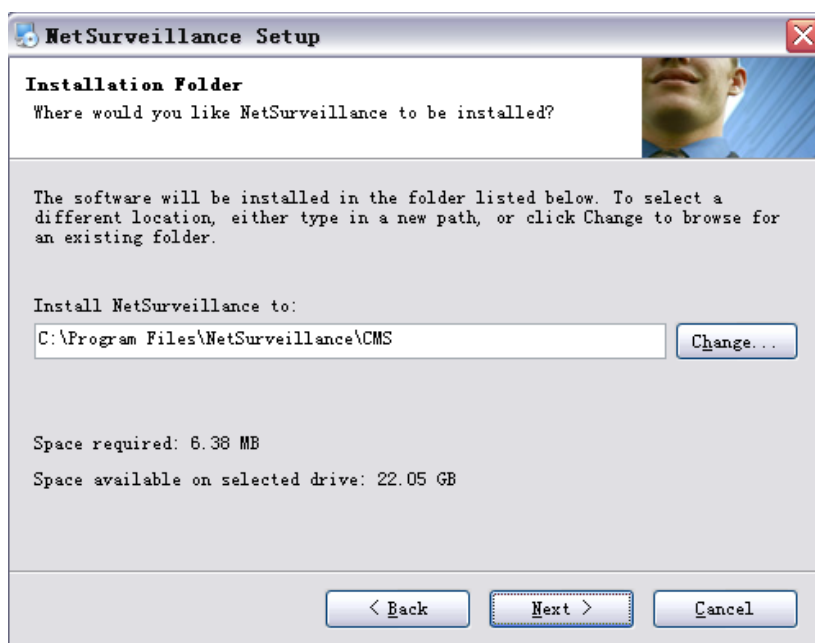 NetSurveillance Setup
Installation Folder
Where would you like NetSurveillance to be installed?
The software will be installed in the folder listed below. To select a
different location, either type in a new path, or click Change to browse for
an existing folder.
Install NetSurveillance to:
C:\Program Files\NetSurveillance\CMS
Change...
Space required: 6.38 MB
Space available on selected drive: 22.05 GB
< Back
Next >
Cancel